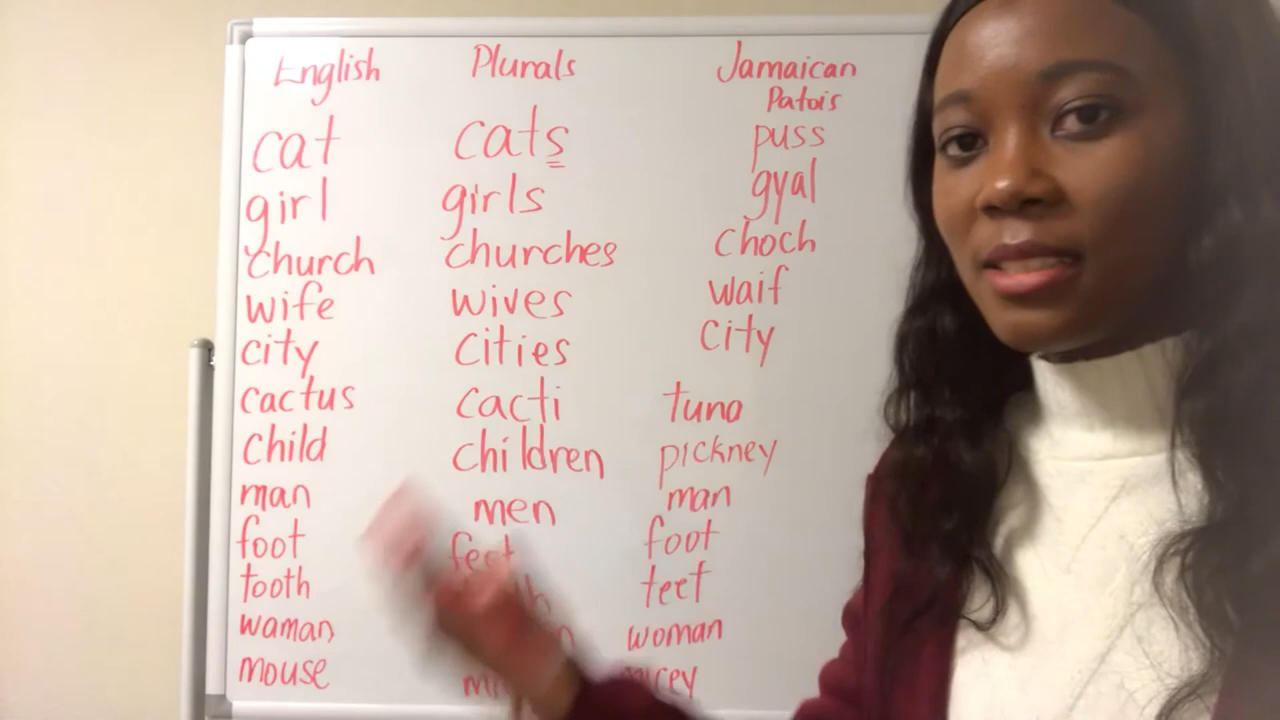 English Plurals Jamaican
Patois
cat cats puss
girl girls gyal
church churches choch
wife wives waif
city cities city
cactus cacti tuna
child children pickney
man men man
foot feet foot
tooth teet
waman woman
mouse